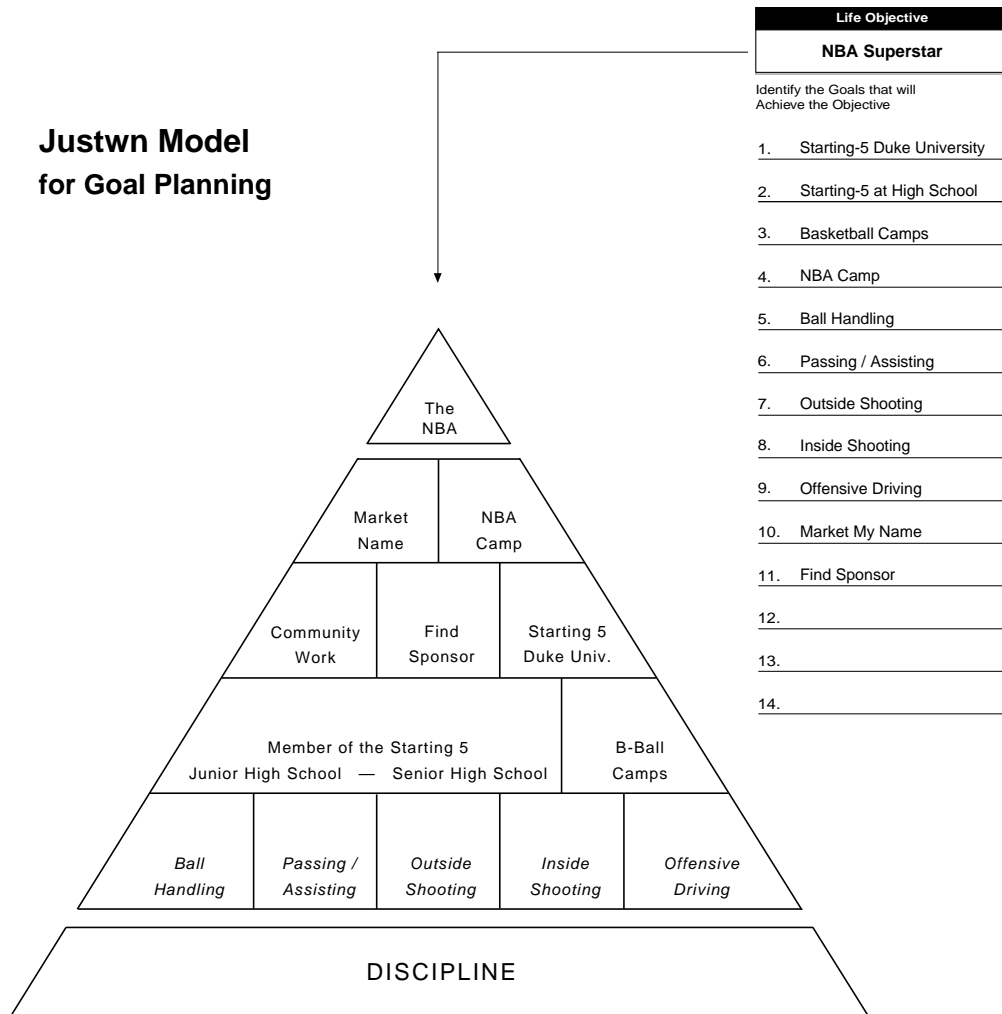 Life Objective
NBA Superstar
Identify the Goals that will
Achieve the Objective
Justwn Model
for Goal Planning
1. Starting-5 Duke University
2. Starting-5 at High School
3. Basketball Camps
4. NBA Camp
5. Ball Handling
6. Passing / Assisting
7. Outside Shooting
8. Inside Shooting
9. Offensive Driving
10. Market My Name
11. Find Sponsor
12.
13.
14.
The
NBA
Market
Name
NBA
Camp
Community
Work
Find
Sponsor
Starting 5
Duke Univ.
Member of the Starting 5
Junior High School — Senior High School
B-Ball
Camps
Ball
Handling
Passing /
Assisting
Outside
Shooting
Inside
Shooting
Offensive
Driving
DISCIPLINE